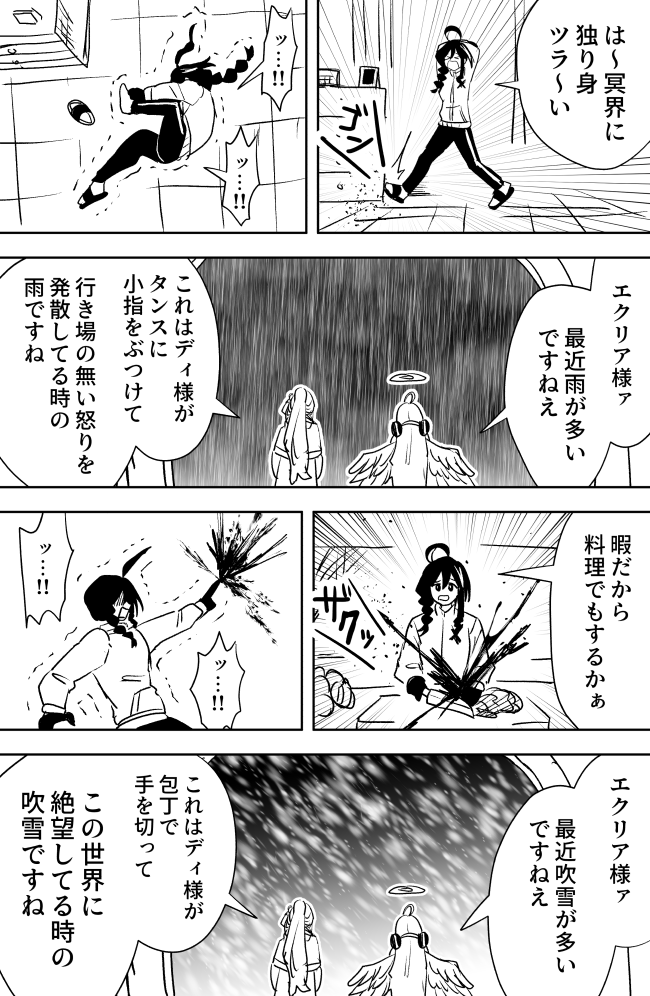 は〜冥界に
独り身
ツラ〜い
ゴンッ
ッ…!!
ッ…!!
エクリア様ァ
最近雨が多い
ですねえ
これはディ様が
タンスに
小指をぶつけて
行き場の無い怒りを
発散してる時の
雨ですね
暇だから
料理でもするかぁ
ザクッ
ッ…!!
ッ…!!
エクリア様ァ
最近吹雪が多い
ですねえ
これはディ様が
包丁で
手を切って
この世界に
絶望してる時の
吹雪ですね